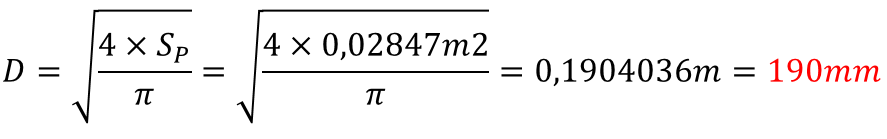 D = √(4 × S_P / π) = √(4 × 0,02847m2 / π) = 0,1904036m = 190mm